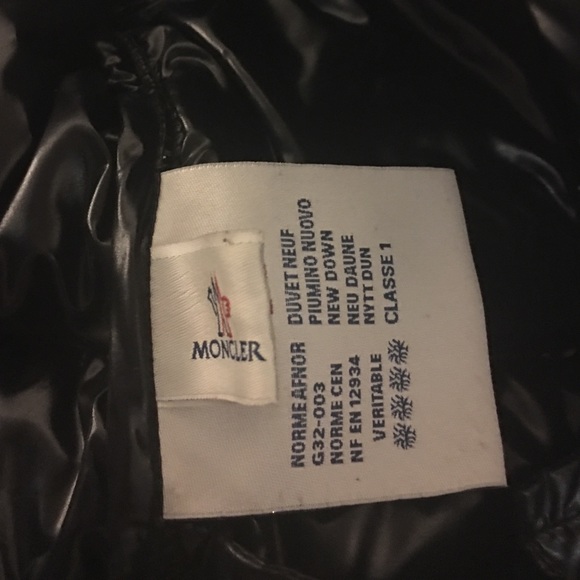 MONCLER
NORME AFNOR DUVET NEUF
G32-003 PIUMINO NUOVO
NORME CEN NEW DOWN
NF EN 12934 NEU DAUNE
NYTT DUN
VERITABLE CLASSE 1